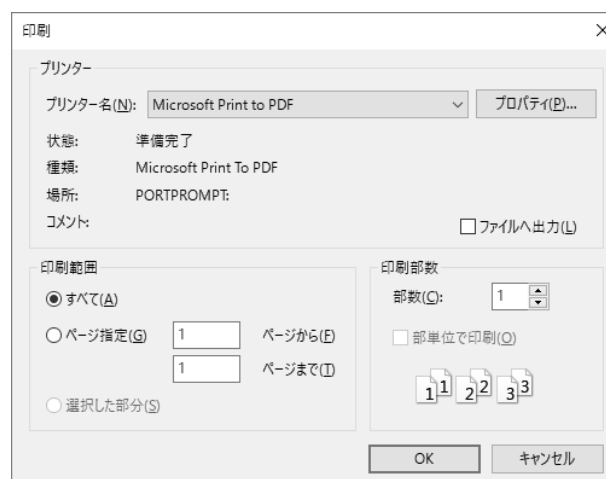 印刷
プリンター
プリンター名(N): Microsoft Print to PDF プロパティ(P)...
状態: 準備完了
種類: Microsoft Print To PDF
場所: PORTPROMPT:
コメント:
ファイルへ出力(L)
印刷範囲
すべて(A)
ページ指定(G) 1 ページから(F)
1 ページまで(T)
選択した部分(S)
印刷部数
部数(C): 1
部単位で印刷(O)
1 1 2 2 3 3
OK キャンセル